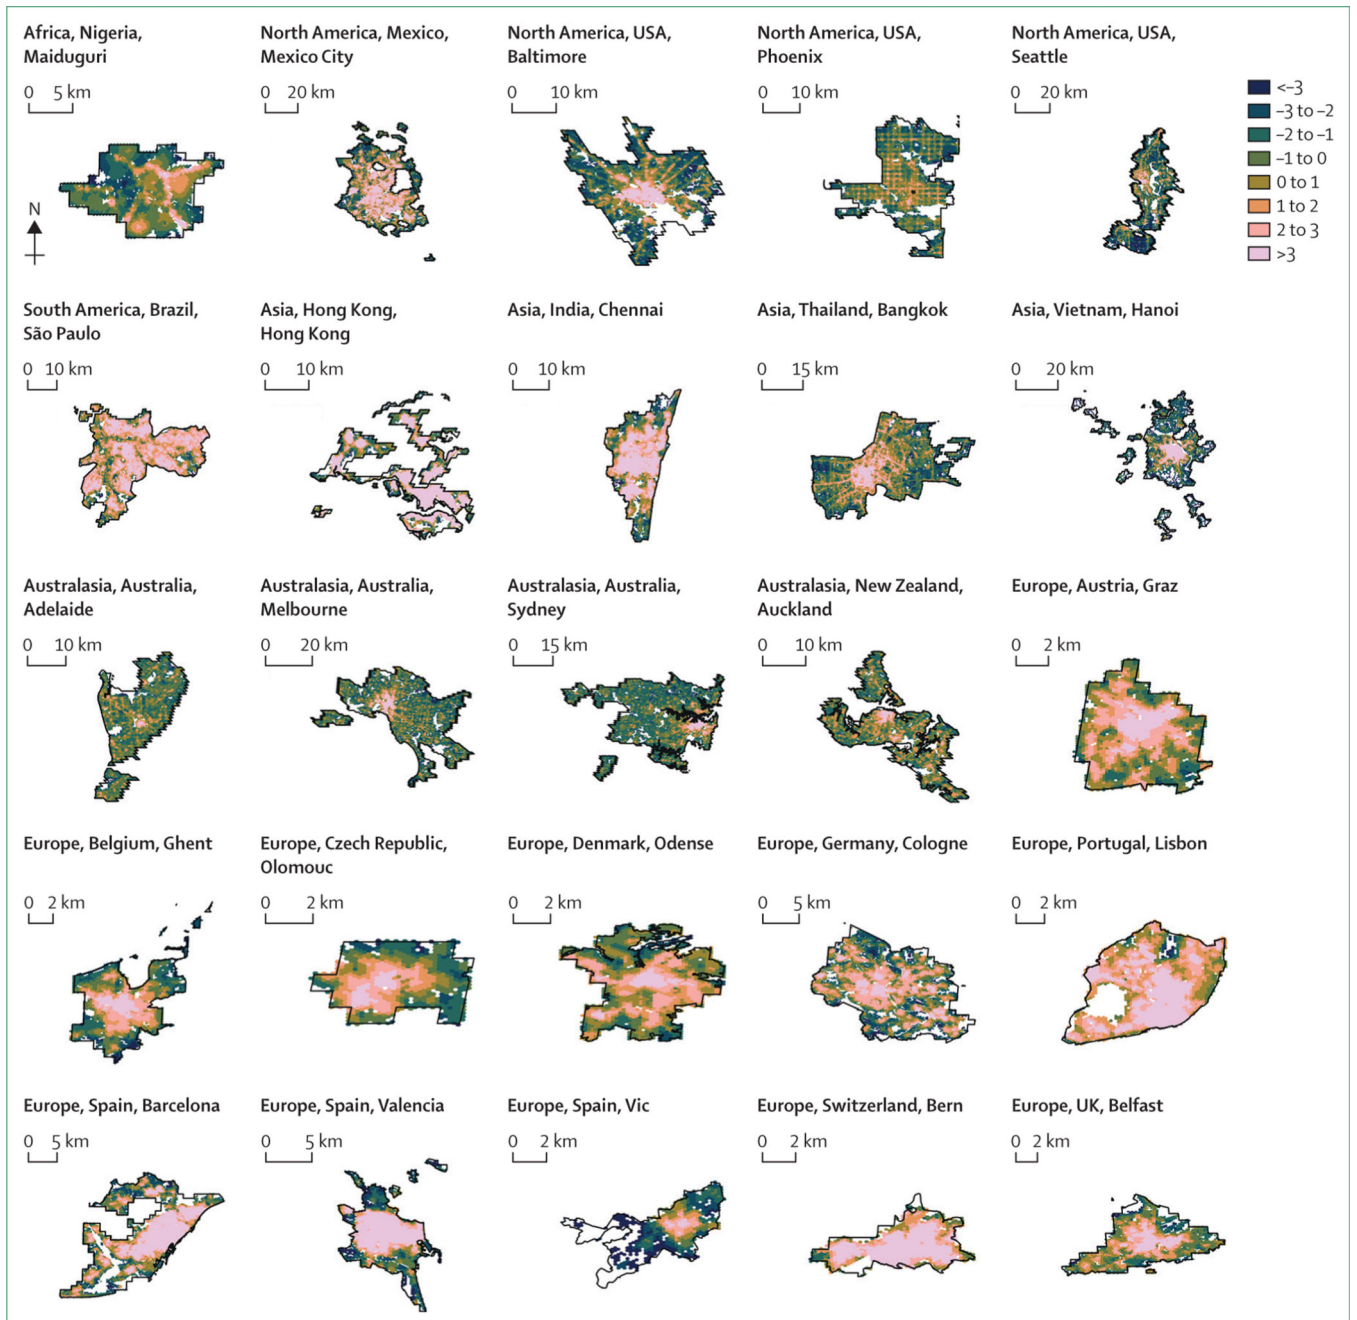 Africa, Nigeria,
Maiduguri
0 5 km
N
North America, Mexico,
Mexico City
0 20 km
North America, USA,
Baltimore
0 10 km
North America, USA,
Phoenix
0 10 km
North America, USA,
Seattle
0 20 km
<–3
–3 to –2
–2 to –1
–1 to 0
0 to 1
1 to 2
2 to 3
>3
South America, Brazil,
São Paulo
0 10 km
Asia, Hong Kong,
Hong Kong
0 10 km
Asia, India, Chennai
0 10 km
Asia, Thailand, Bangkok
0 15 km
Asia, Vietnam, Hanoi
0 20 km
Australasia, Australia,
Adelaide
0 10 km
Australasia, Australia,
Melbourne
0 20 km
Australasia, Australia,
Sydney
0 15 km
Australasia, New Zealand,
Auckland
0 10 km
Europe, Austria, Graz
0 2 km
Europe, Belgium, Ghent
0 2 km
Europe, Czech Republic,
Olomouc
0 2 km
Europe, Denmark, Odense
0 2 km
Europe, Germany, Cologne
0 5 km
Europe, Portugal, Lisbon
0 2 km
Europe, Spain, Barcelona
0 5 km
Europe, Spain, Valencia
0 5 km
Europe, Spain, Vic
0 2 km
Europe, Switzerland, Bern
0 2 km
Europe, UK, Belfast
0 2 km